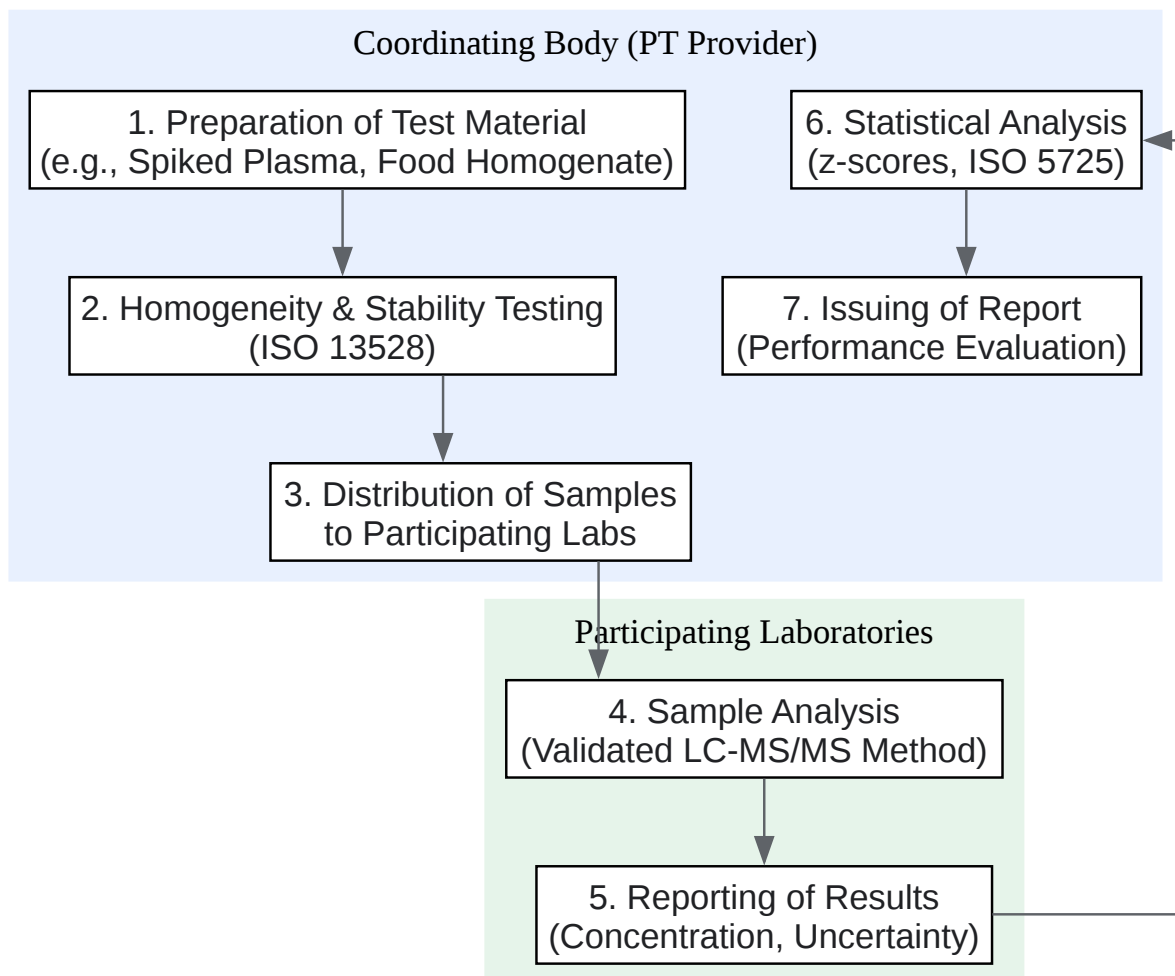 Coordinating Body (PT Provider)
1. Preparation of Test Material
(e.g., Spiked Plasma, Food Homogenate)
2. Homogeneity & Stability Testing
(ISO 13528)
3. Distribution of Samples
to Participating Labs
Participating Laboratories
4. Sample Analysis
(Validated LC-MS/MS Method)
5. Reporting of Results
(Concentration, Uncertainty)
6. Statistical Analysis
(z-scores, ISO 5725)
7. Issuing of Report
(Performance Evaluation)